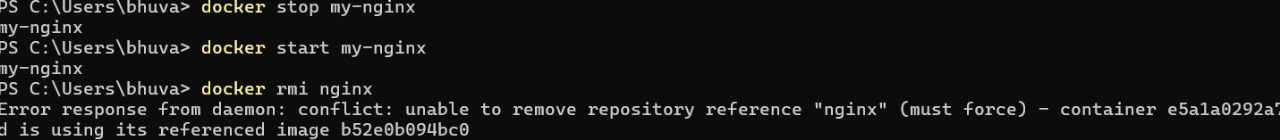 PS C:\Users\bhuva> docker stop my-nginx
my-nginx
PS C:\Users\bhuva> docker start my-nginx
my-nginx
PS C:\Users\bhuva> docker rmi nginx
Error response from daemon: conflict: unable to remove repository reference "nginx" (must force) - container e5a1a0292a7
d is using its referenced image b52e0b094bc0